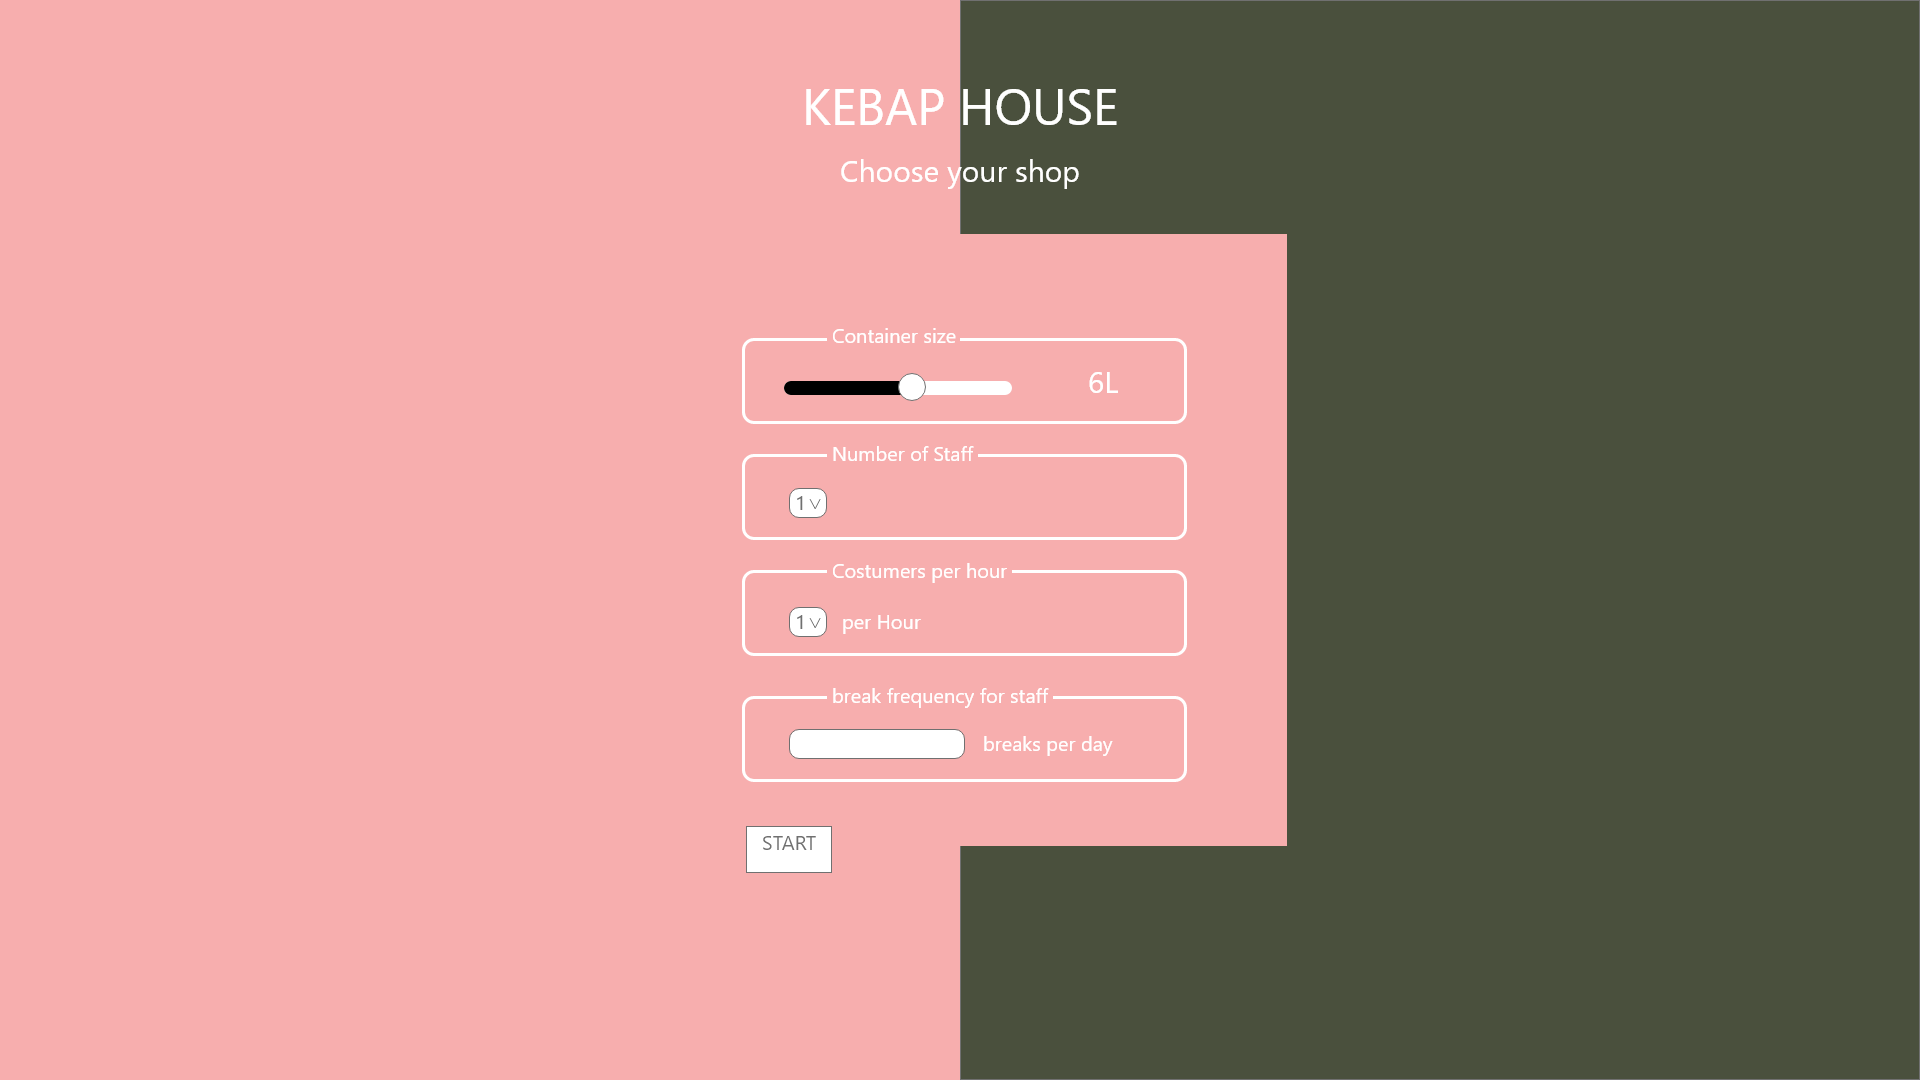 KEBAP HOUSE
Choose your shop
Container size
6L
Number of Staff
1
Costumers per hour
1 per Hour
break frequency for staff
breaks per day
START